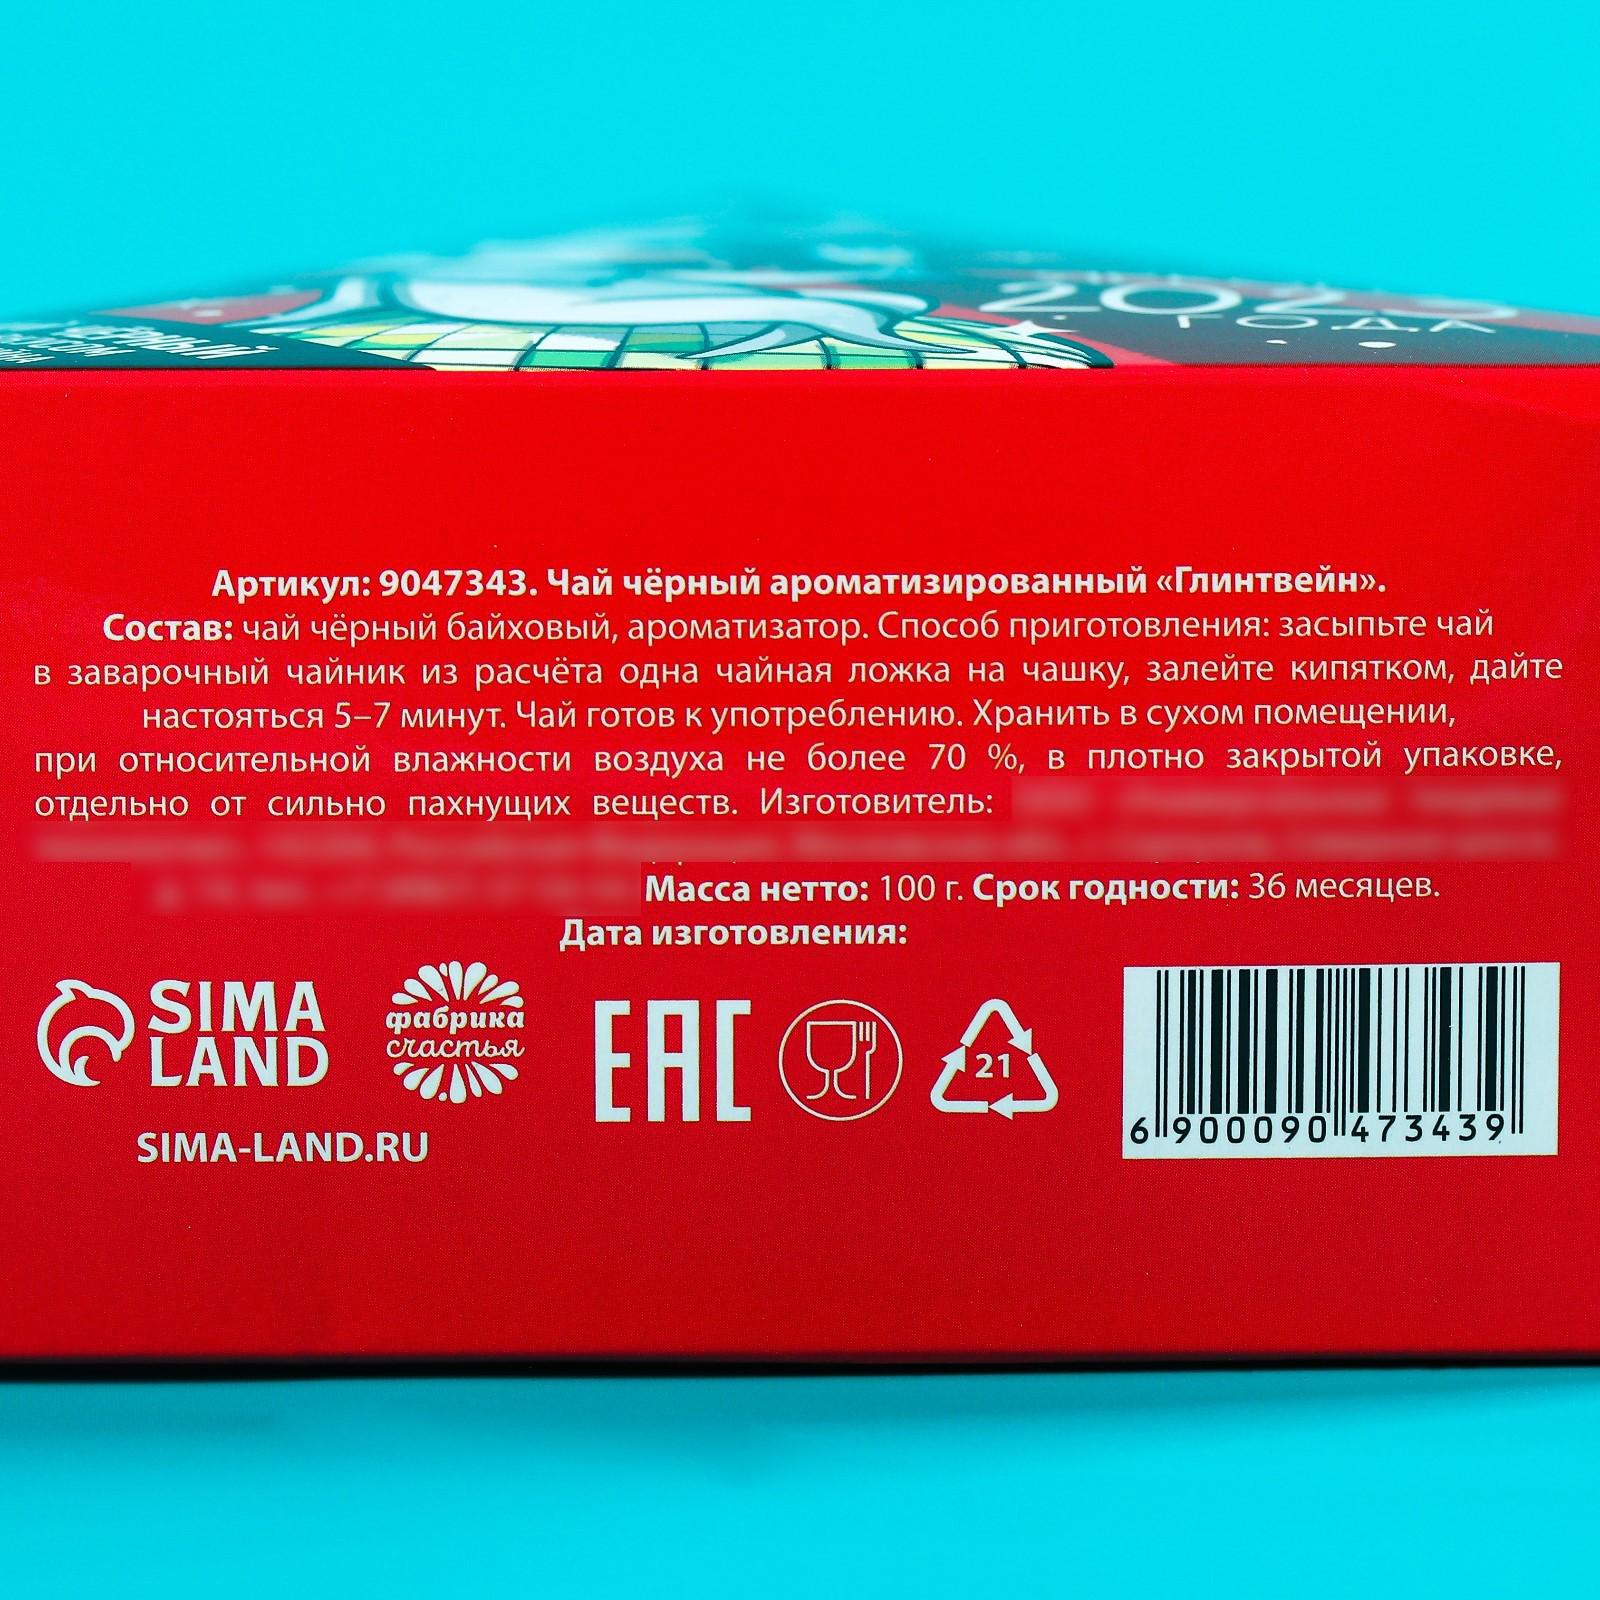 2023
ГОДА
ЧЁРНЫЙ
Артикул: 9047343. Чай чёрный ароматизированный «Глинтвейн».
Состав: чай чёрный байховый, ароматизатор. Способ приготовления: засыпьте чай
в заварочный чайник из расчёта одна чайная ложка на чашку, залейте кипятком, дайте
настояться 5–7 минут. Чай готов к употреблению. Хранить в сухом помещении,
при относительной влажности воздуха не более 70 %, в плотно закрытой упаковке,
отдельно от сильно пахнущих веществ. Изготовитель:
Масса нетто: 100 г. Срок годности: 36 месяцев.
Дата изготовления:
SIMA
LAND
фабрика
счастья
SIMA-LAND.RU
EAC
21
6 900090 473439